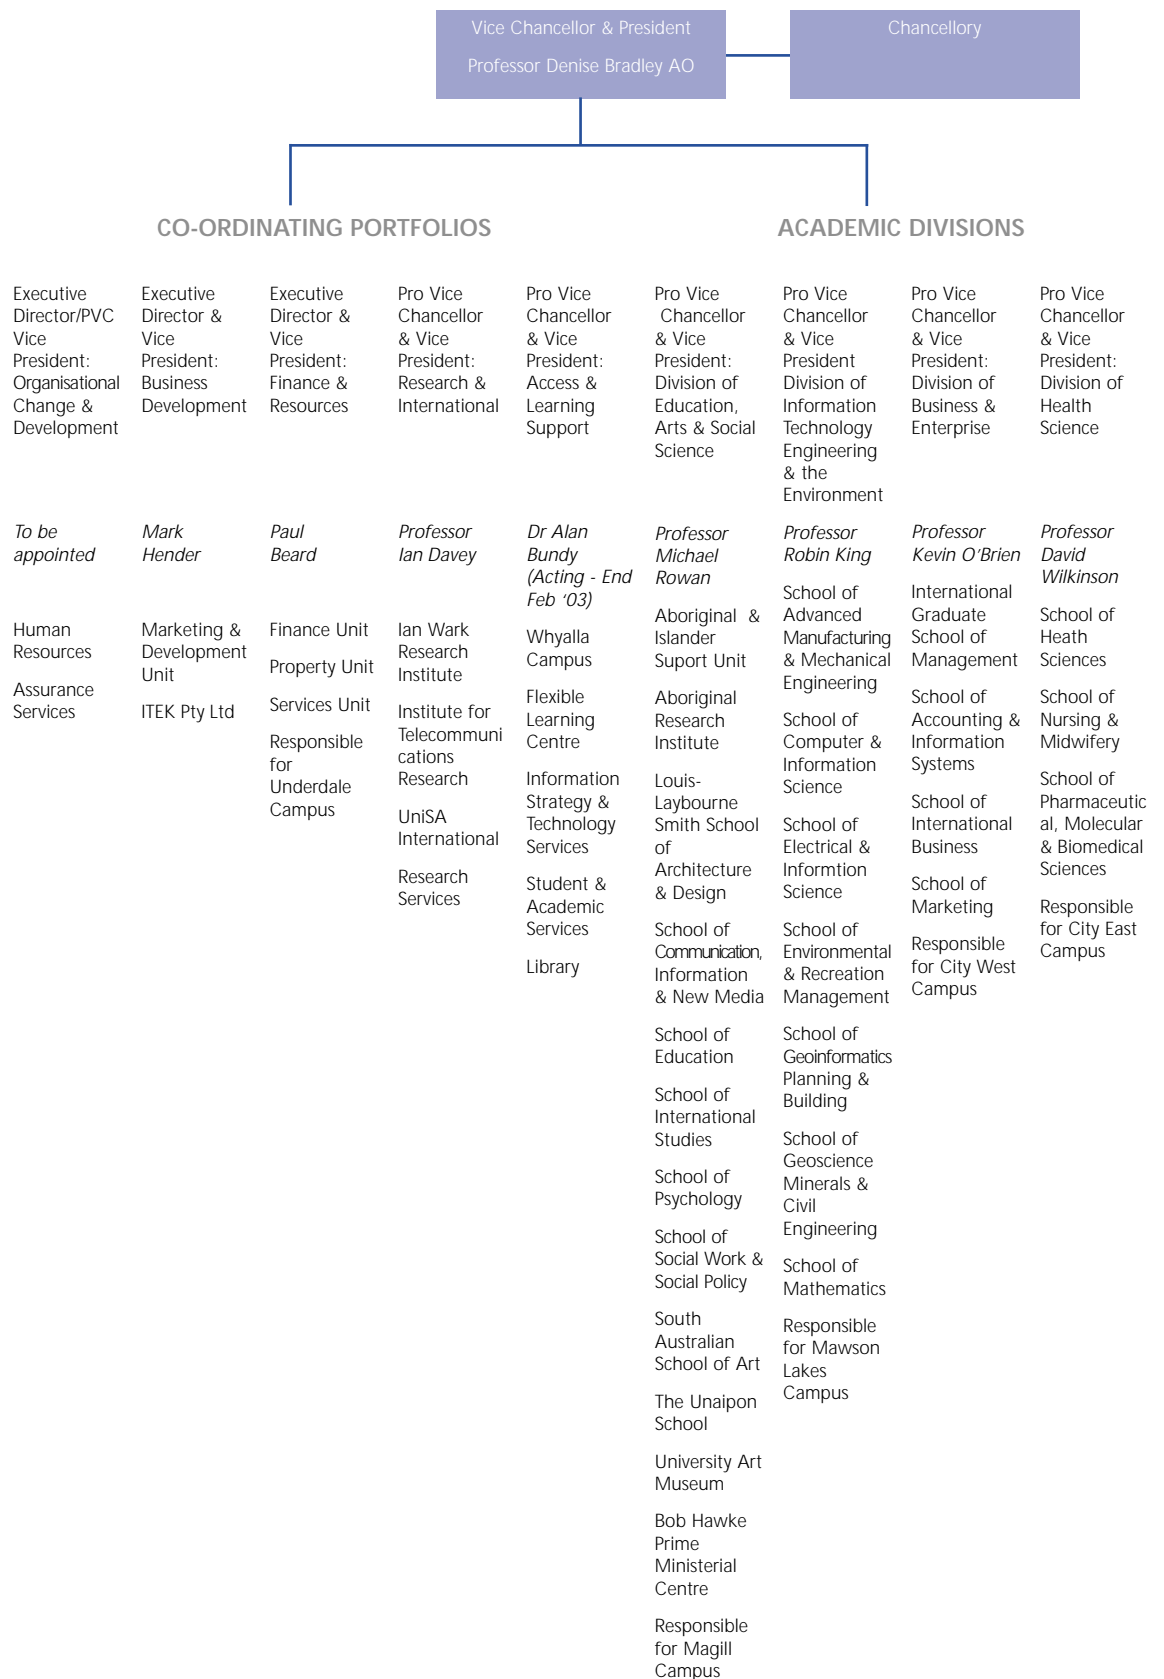 Vice Chancellor & President
Professor Denise Bradley AO
Chancellory
CO-ORDINATING PORTFOLIOS
ACADEMIC DIVISIONS
Executive
Director/PVC
Vice
President:
Organisational
Change &
Development
To be
appointed
Human
Resources
Assurance
Services
Executive
Director &
Vice
President:
Business
Development
Mark
Hender
Marketing &
Development
Unit
ITEK Pty Ltd
Executive
Director &
Vice
President:
Finance &
Resources
Paul
Beard
Finance Unit
Property Unit
Services Unit
Responsible
for
Underdale
Campus
Pro Vice
Chancellor
& Vice
President:
Research &
International
Professor
Ian Davey
Ian Wark
Research
Institute
Institute for
Telecommuni
cations
Research
UniSA
International
Research
Services
Pro Vice
Chancellor
& Vice
President:
Access &
Learning
Support
Dr Alan
Bundy
(Acting - End
Feb '03)
Whyalla
Campus
Flexible
Learning
Centre
Information
Strategy &
Technology
Services
Student &
Academic
Services
Library
Pro Vice
Chancellor
& Vice
President:
Division of
Education,
Arts & Social
Science
Professor
Michael
Rowan
Aboriginal &
Islander
Suport Unit
Aboriginal
Research
Institute
Louis-
Laybourne
Smith School
of
Architecture
& Design
School of
Communication,
Information
& New Media
School of
Education
School of
International
Studies
School of
Psychology
School of
Social Work &
Social Policy
South
Australian
School of Art
The Unaipon
School
University Art
Museum
Bob Hawke
Prime
Ministerial
Centre
Responsible
for Magill
Campus
Pro Vice
Chancellor
& Vice
President
Division of
Information
Technology
Engineering
& the
Environment
Professor
Robin King
School of
Advanced
Manufacturing
& Mechanical
Engineering
School of
Computer &
Information
Science
School of
Electrical &
Informtion
Science
School of
Environmental
& Recreation
Management
School of
Geoinformatics
Planning &
Building
School of
Geoscience
Minerals &
Civil
Engineering
School of
Mathematics
Responsible
for Mawson
Lakes
Campus
Pro Vice
Chancellor
& Vice
President:
Division of
Business &
Enterprise
Professor
Kevin O'Brien
International
Graduate
School of
Management
School of
Accounting &
Information
Systems
School of
International
Business
School of
Marketing
Responsible
for City West
Campus
Pro Vice
Chancellor
& Vice
President:
Division of
Health
Science
Professor
David
Wilkinson
School of
Heath
Sciences
School of
Nursing &
Midwifery
School of
Pharmaceutic
al, Molecular
& Biomedical
Sciences
Responsible
for City East
Campus